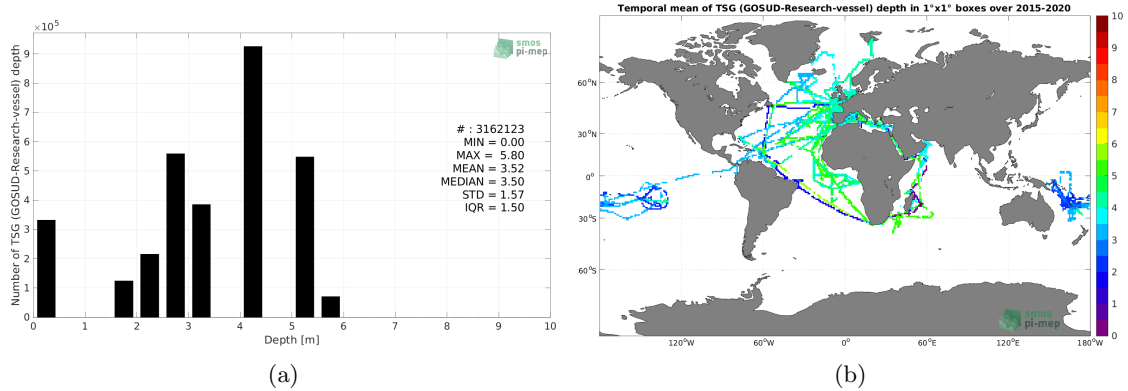 ×10⁵
9
8
7
6
5
4
3
2
1
0
Number of TSG (GOSUD-Research-vessel) depth
smos
pi-mep
# : 3162123
MIN = 0.00
MAX = 5.80
MEAN = 3.52
MEDIAN = 3.50
STD = 1.57
IQR = 1.50
0 1 2 3 4 5 6 7 8 9 10
Depth [m]
(a)
Temporal mean of TSG (GOSUD-Research-vessel) depth in 1°x1° boxes over 2015-2020
60°N
30°N
0°
30°S
60°S
120°W 60°W 0° 60°E 120°E 180°W
smos
pi-mep
10
9
8
7
6
5
4
3
2
1
0
(b)